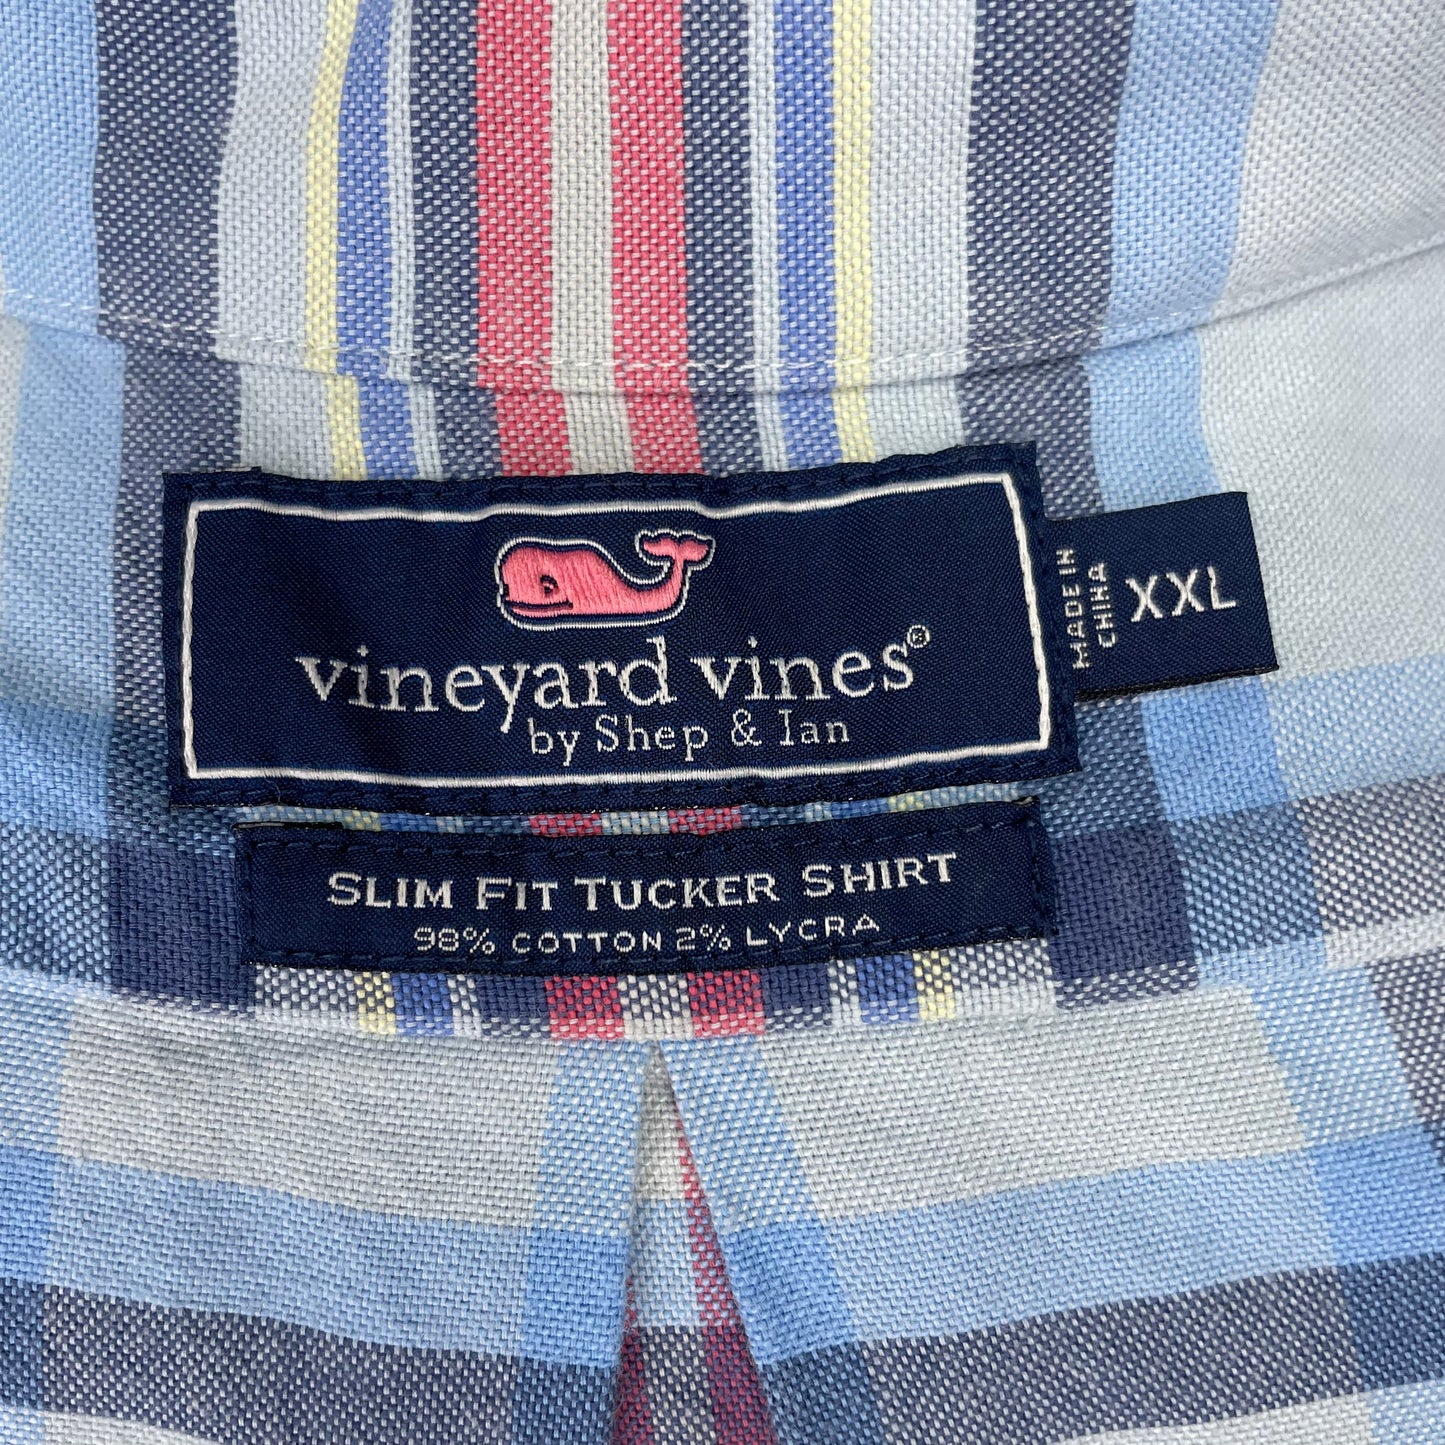 vineyard vines®
by Shep & Ian
MADE IN
CHINA
XXL
SLIM FIT TUCKER SHIRT
98% COTTON 2% LYCRA